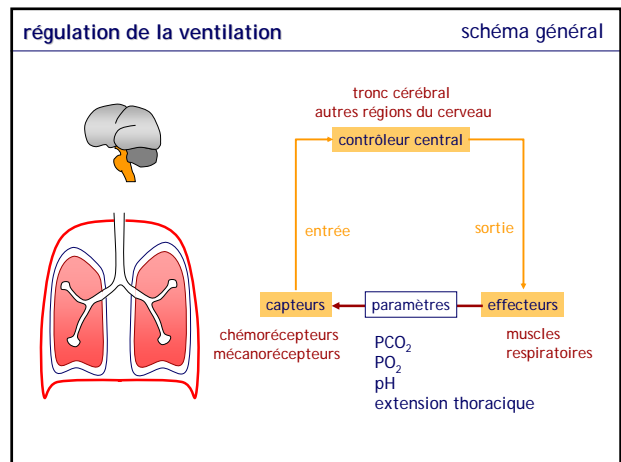 régulation de la ventilation
schéma général
tronc cérébral
autres régions du cerveau
contrôleur central
entrée
sortie
capteurs
paramètres
effecteurs
chémorécepteurs
mécanorécepteurs
PCO₂
PO₂
pH
extension thoracique
muscles
respiratoires